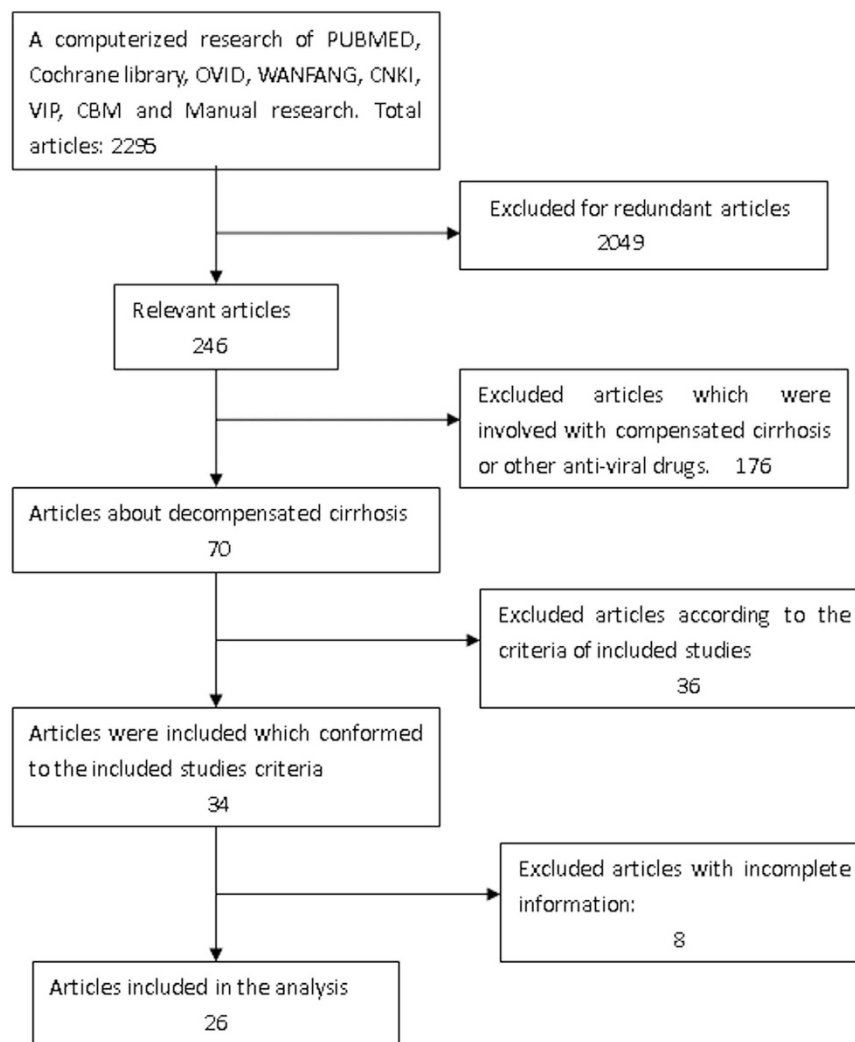 A computerized research of PUBMED,
Cochrane library, OVID, WANFANG, CNKI,
VIP, CBM and Manual research. Total
articles: 2295
Excluded for redundant articles
2049
Relevant articles
246
Excluded articles which were
involved with compensated cirrhosis
or other anti-viral drugs. 176
Articles about decompensated cirrhosis
70
Excluded articles according to the
criteria of included studies
36
Articles were included which conformed
to the included studies criteria
34
Excluded articles with incomplete
information:
8
Articles included in the analysis
26